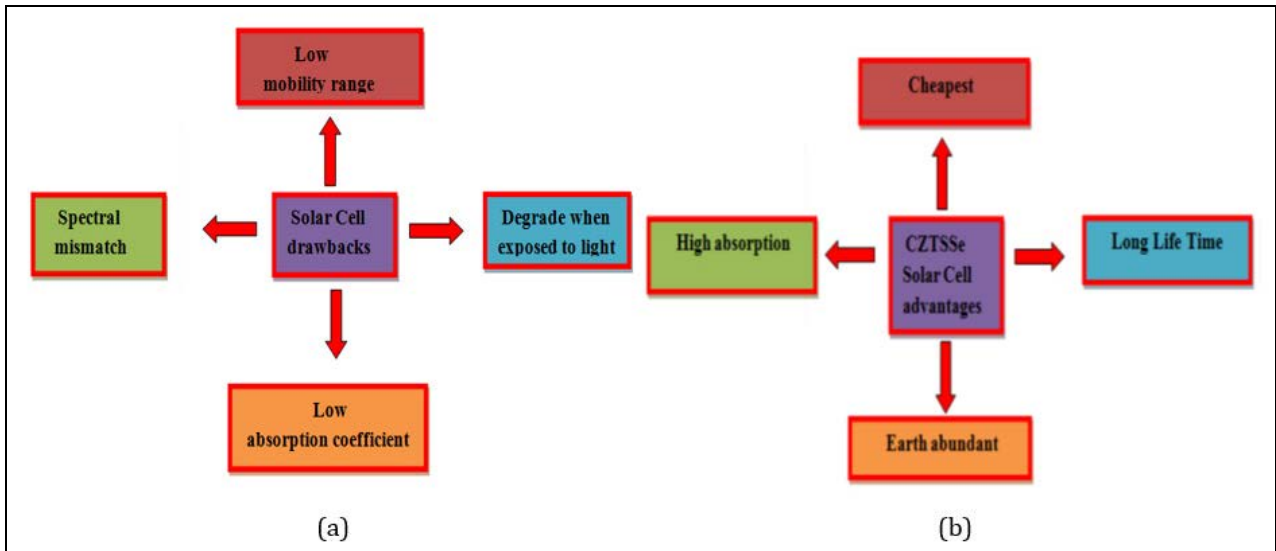 Low
mobility range
Spectral
mismatch
Solar Cell
drawbacks
Degrade when
exposed to light
Low
absorption coefficient
(a)
Cheapest
High absorption
CZTSSe
Solar Cell
advantages
Long Life Time
Earth abundant
(b)